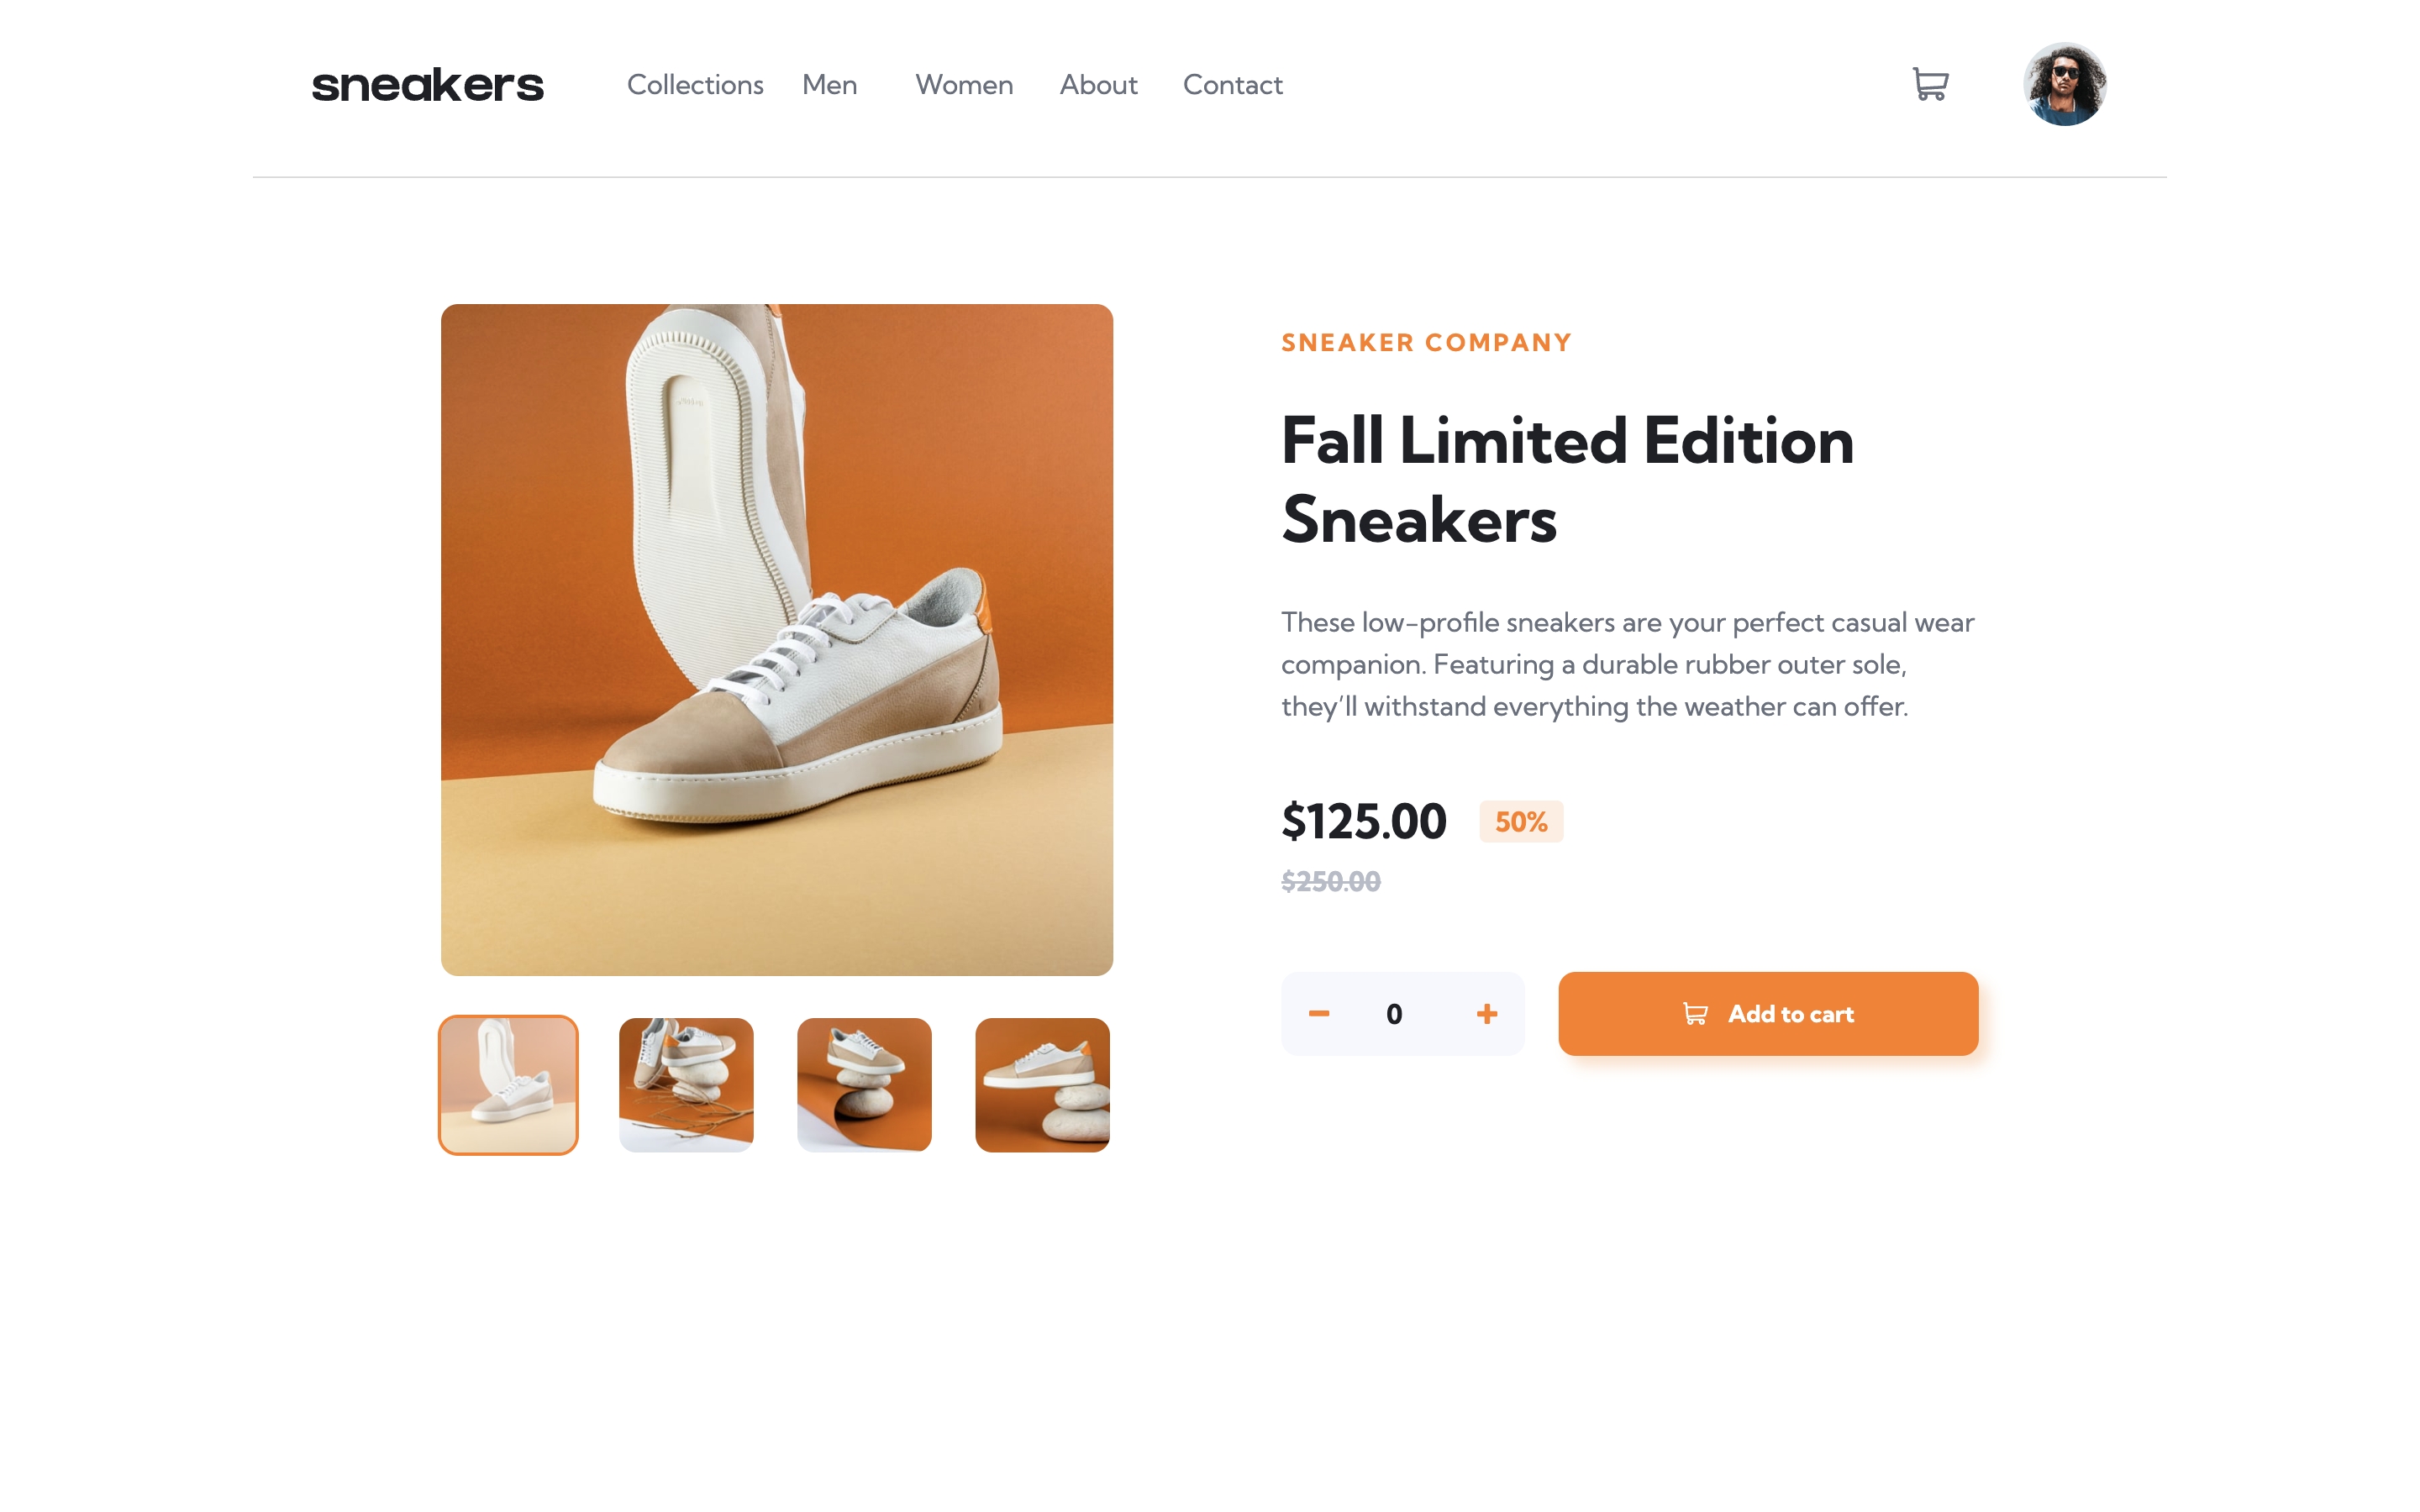 sneakers
Collections Men Women About Contact
SNEAKER COMPANY
Fall Limited Edition
Sneakers
These low-profile sneakers are your perfect casual wear
companion. Featuring a durable rubber outer sole,
they’ll withstand everything the weather can offer.
$125.00 50%
$250.00
0
Add to cart